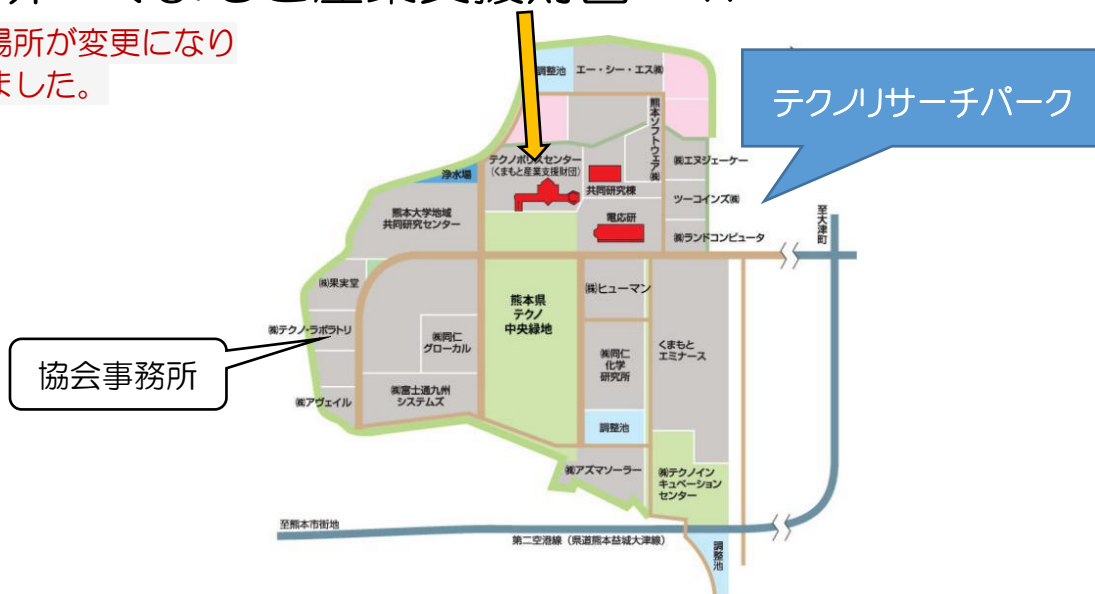 くまもと産業支援財団
場所が変更になり
ました。
調整池
エー・シー・エス㈱
テクノリサーチパーク
熊本ソフトウェア㈱
テクノポリスセンター
(くまもと産業支援財団)
㈱エヌジェーケー
浄水場
共同研究棟
ツーコインズ㈱
熊本大学地域
共同研究センター
電応研
至大津町
㈱ランドコンピュータ
㈱果実堂
㈱ヒューマン
熊本県
テクノ
中央緑地
㈱テクノ・ラボラトリ
㈱同仁
グローカル
㈱同仁
化学
研究所
くまもと
エミナース
協会事務所
㈱富士通九州
システムズ
㈱アヴェイル
調整池
㈱アズマソーラー
㈱テクノイン
キュベーション
センター
至熊本市街地
第二空港線（県道熊本益城大津線）
調整池